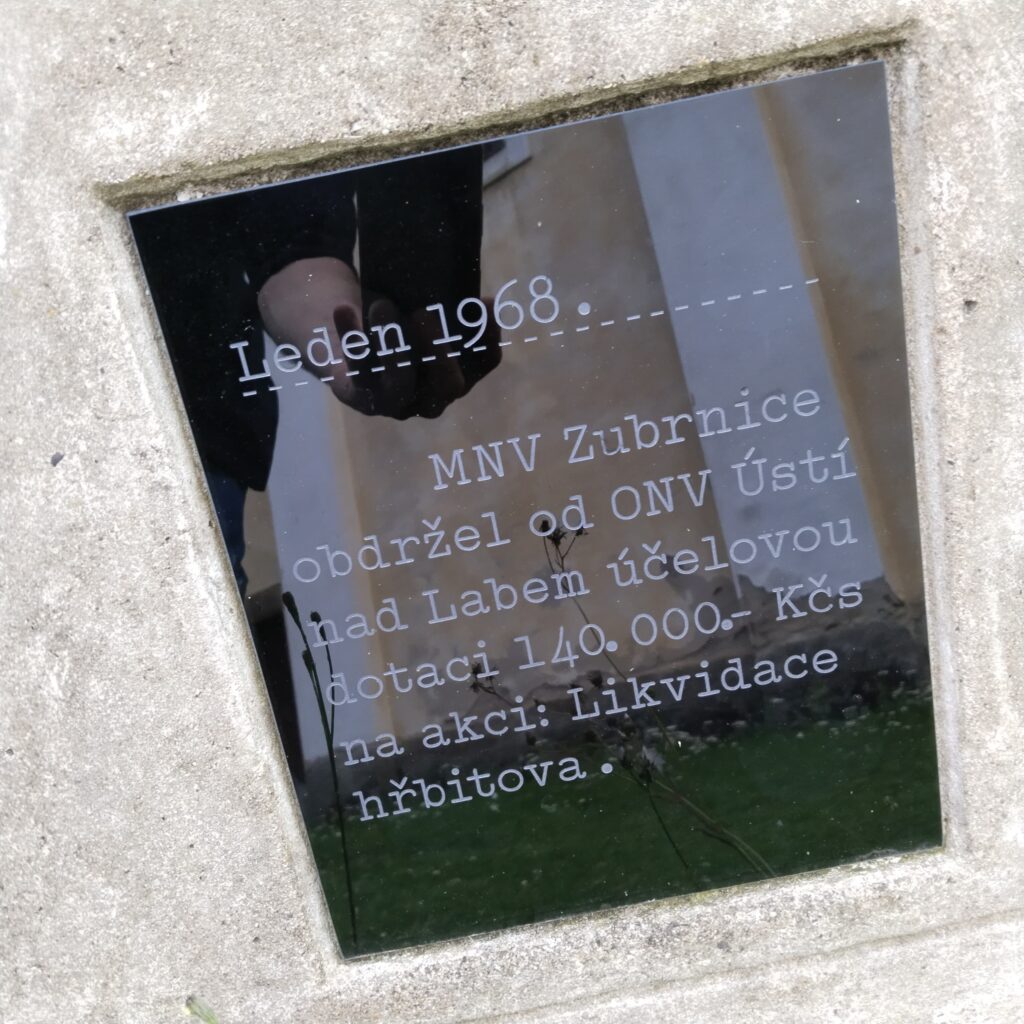 Leden 1968.
MNV Zubrnice
obdržel od ONV Ústí
nad Labem účelovou
dotaci 140.000.- Kčs
na akci: Likvidace
hřbitova.